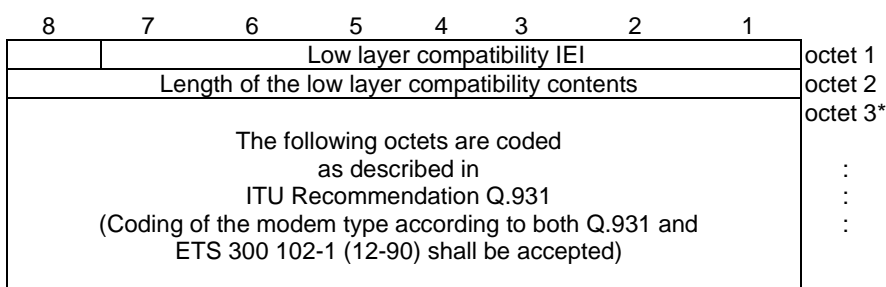 8 7 6 5 4 3 2 1
Low layer compatibility IEI octet 1
Length of the low layer compatibility contents octet 2
octet 3*
The following octets are coded
as described in :
ITU Recommendation Q.931 :
(Coding of the modem type according to both Q.931 and :
ETS 300 102-1 (12-90) shall be accepted)